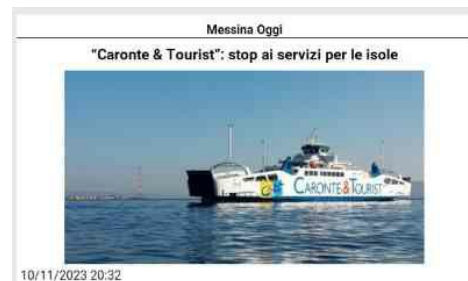 Messina Oggi
“Caronte & Tourist”: stop ai servizi per le isole
CARONTE & TOURIST
10/11/2023 20:32